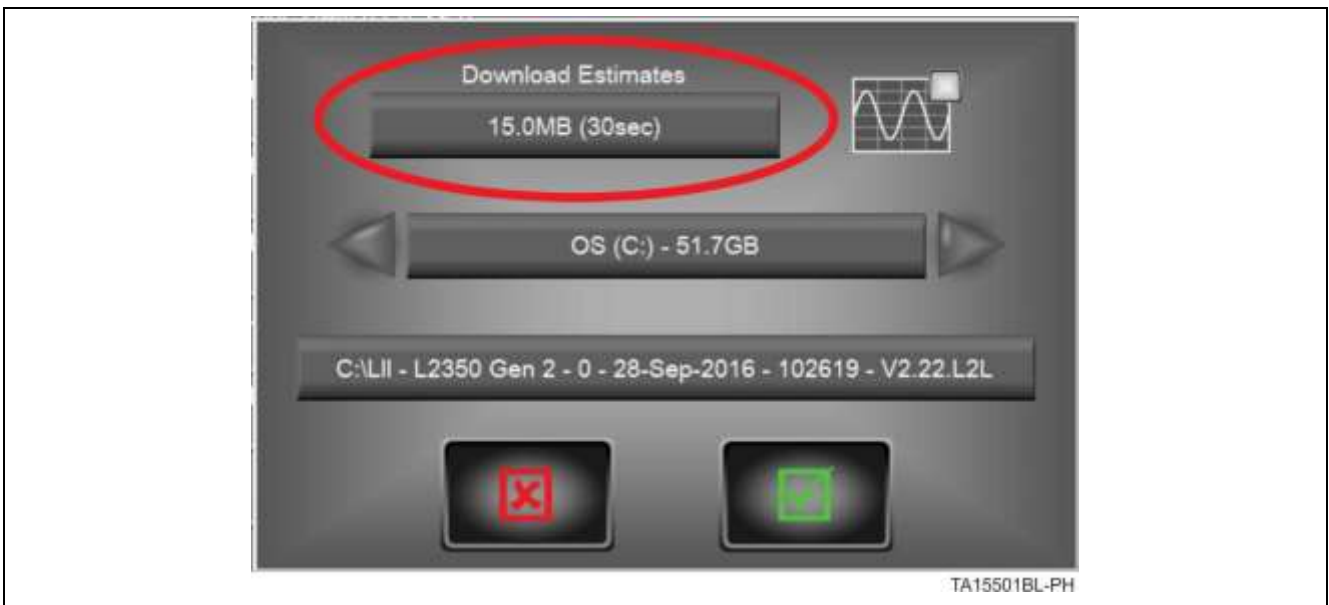 Download Estimates
15.0MB (30sec)
OS (C:) - 51.7GB
C:\LII - L2350 Gen 2 - 0 - 28-Sep-2016 - 102619 - V2.22.L2L
TA15501BL-PH